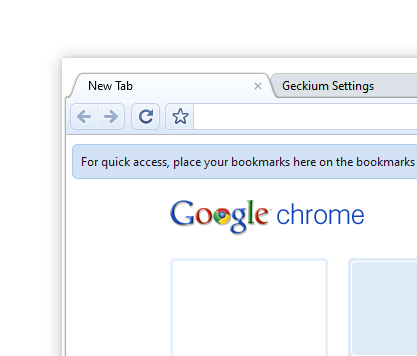 New Tab
Geckium Settings
For quick access, place your bookmarks here on the bookmarks
Google chrome